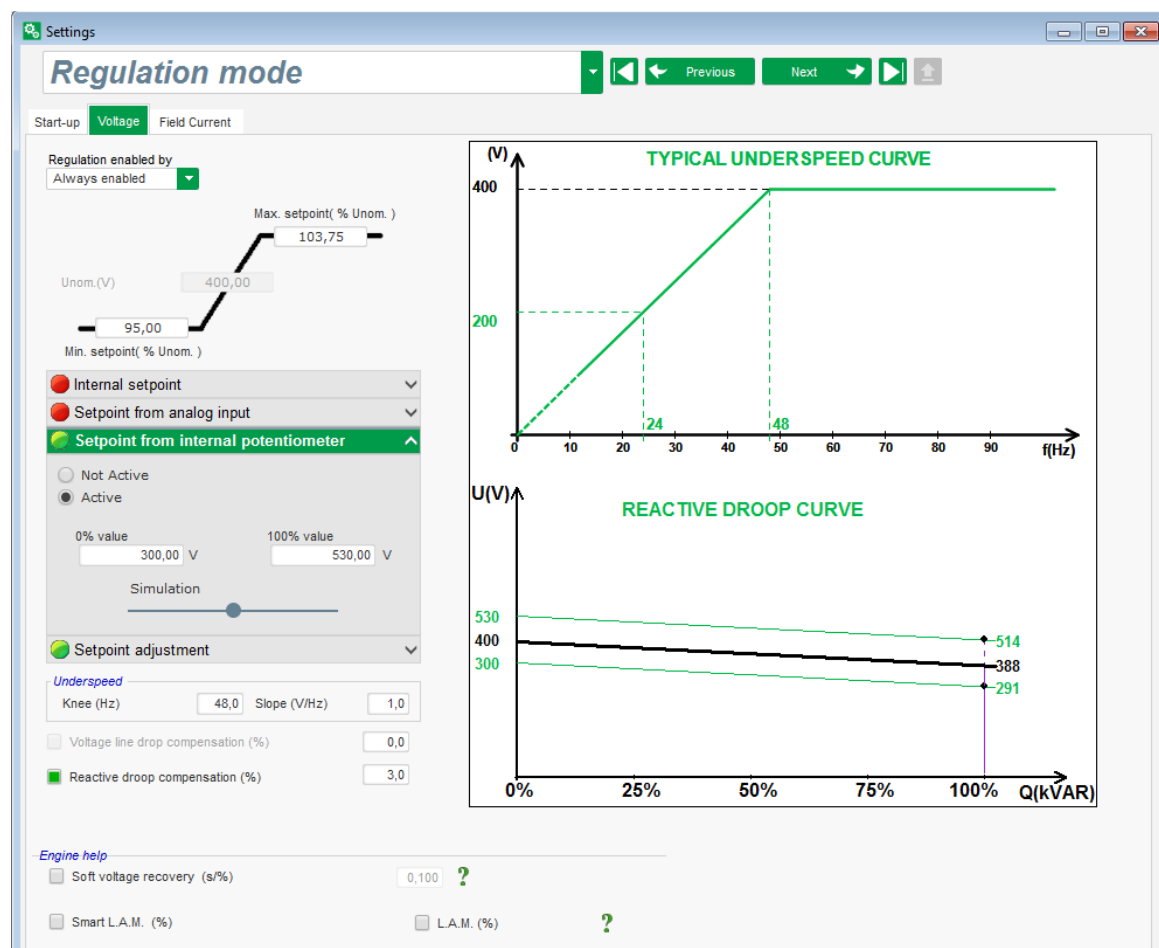 Settings
Regulation mode
Previous
Next
Start-up
Voltage
Field Current
Regulation enabled by
Always enabled
Max. setpoint( % Unom. )
103,75
Unom.(V)
400,00
95,00
Min. setpoint( % Unom. )
Internal setpoint
Setpoint from analog input
Setpoint from internal potentiometer
Not Active
Active
0% value
100% value
300,00 V
530,00 V
Simulation
Setpoint adjustment
Underspeed
Knee (Hz)
48,0
Slope (V/Hz)
1,0
Voltage line drop compensation (%)
0,0
Reactive droop compensation (%)
3,0
(V)
TYPICAL UNDERSPEED CURVE
400
200
24
48
0 10 20 30 40 50 60 70 80 90 f(Hz)
U(V)
REACTIVE DROOP CURVE
530
400
300
514
388
291
0% 25% 50% 75% 100% Q(kVAR)
Engine help
Soft voltage recovery (s/%)
0,100
?
Smart L.A.M. (%)
L.A.M. (%)
?